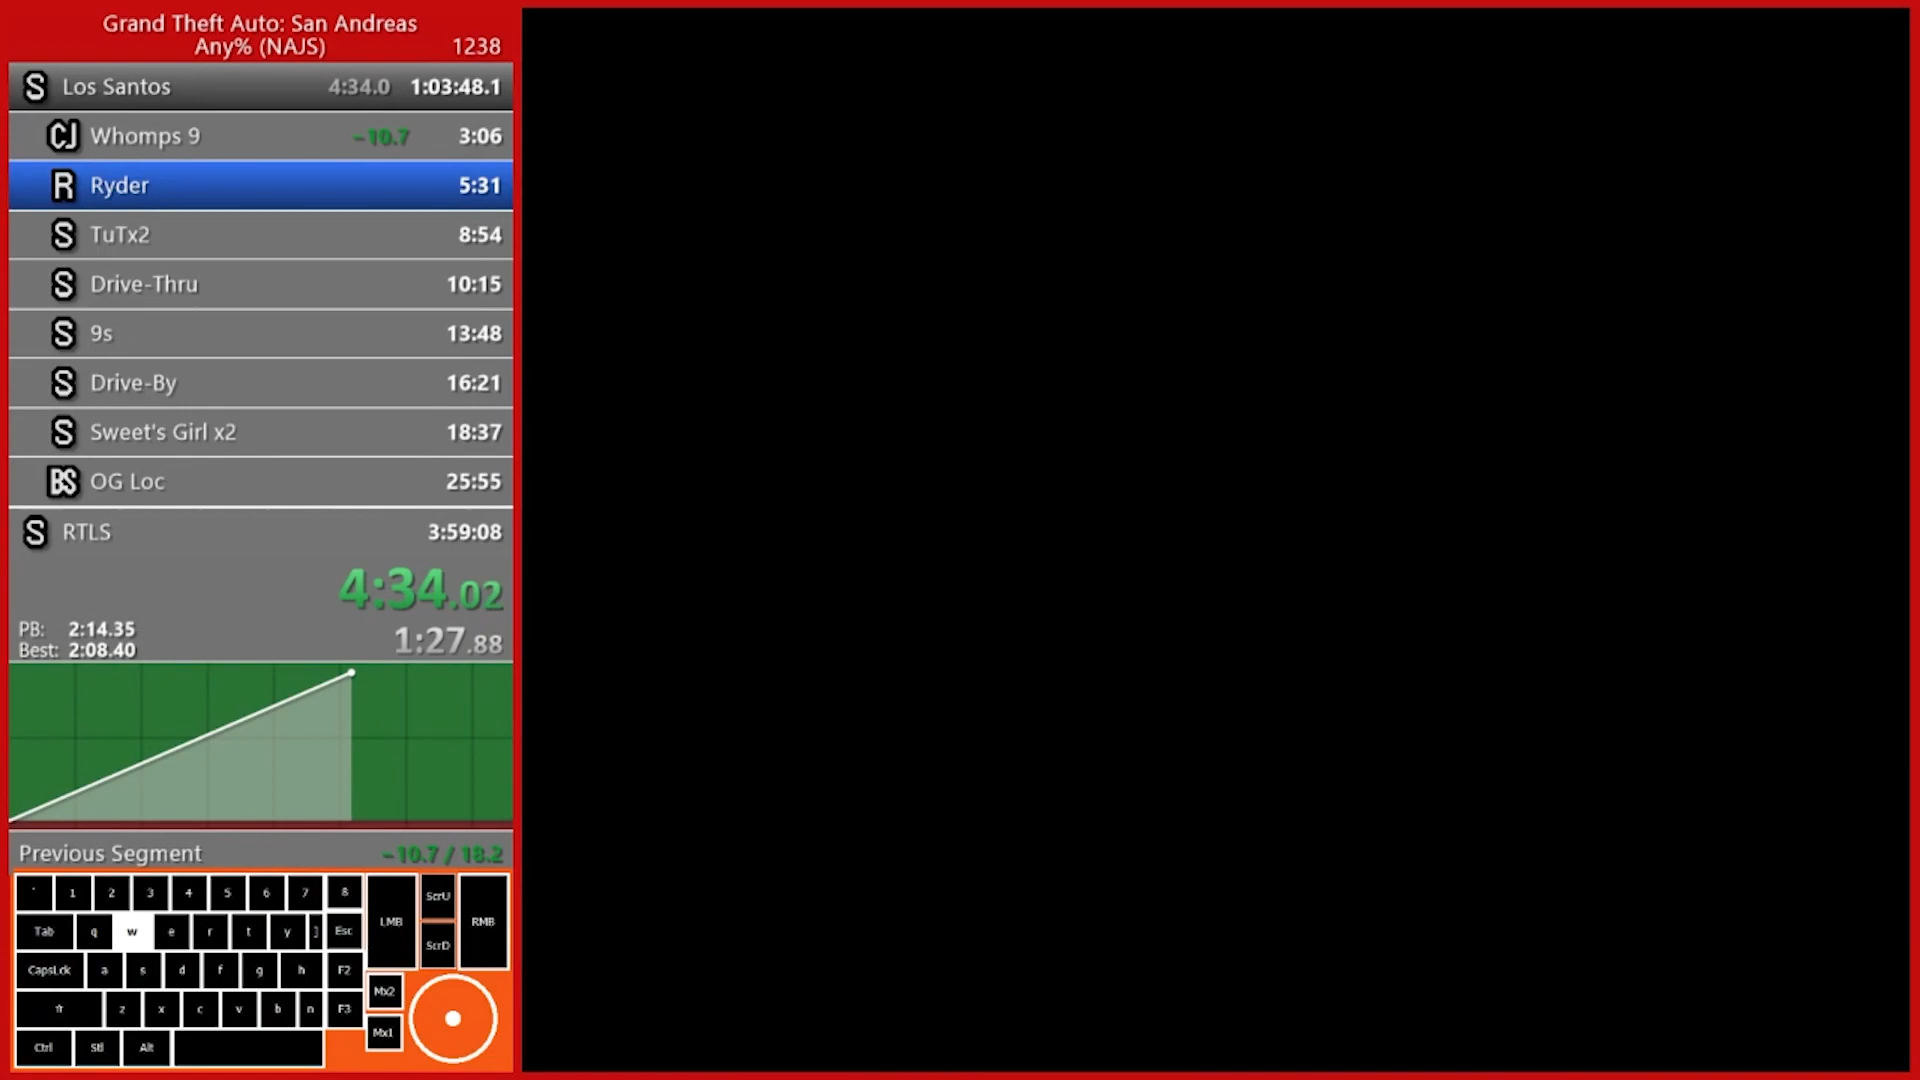 Grand Theft Auto: San Andreas
Any% (NAJS) 1238
S Los Santos 4:34.0 1:03:48.1
CJ Whomps 9 −10.7 3:06
R Ryder 5:31
S TuTx2 8:54
S Drive-Thru 10:15
S 9s 13:48
S Drive-By 16:21
S Sweet's Girl x2 18:37
BS OG Loc 25:55
S RTLS 3:59:08
4:34.02
PB: 2:14.35
Best: 2:08.40
1:27.88
Previous Segment −10.7 / 18.2
` 1 2 3 4 5 6 7 8 LMB ScrU RMB
Tab q w e r t y ] Esc ScrD
CapsLck a s d f g h F2 Mx2
⇧ z x c v b n F3 Mx1
Ctrl Stl Alt